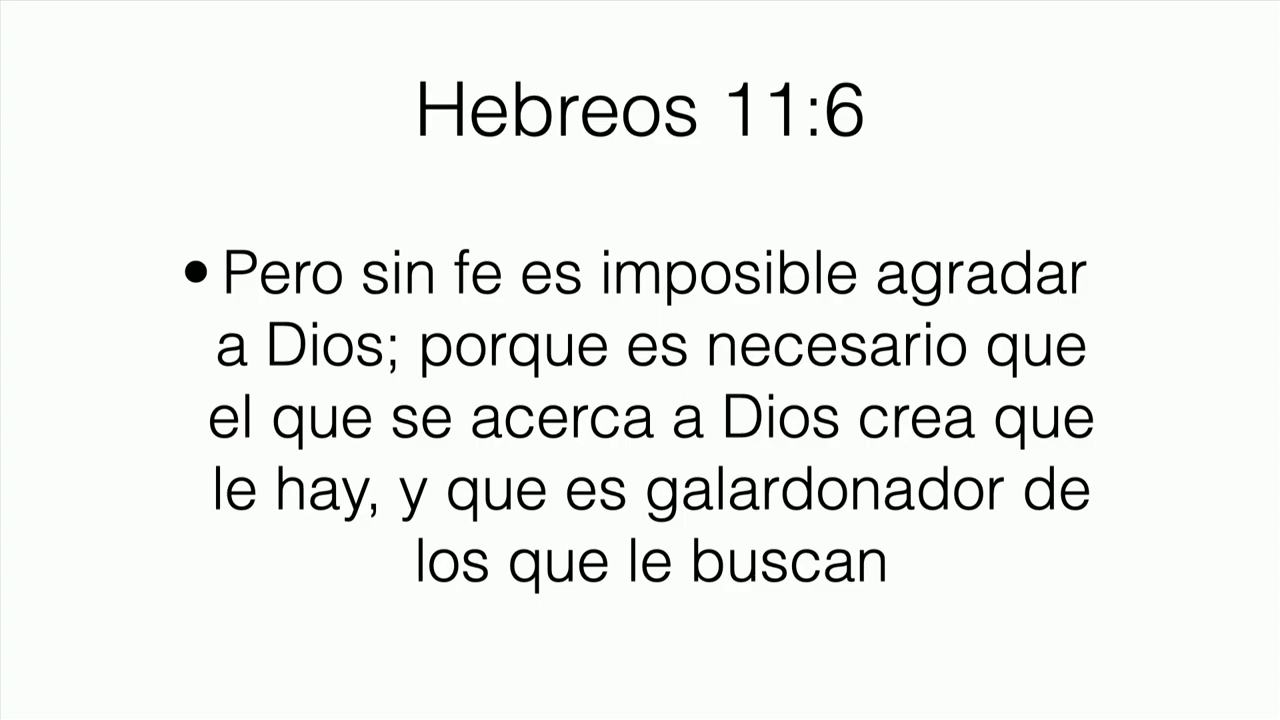 Hebreos 11:6
•Pero sin fe es imposible agradar
a Dios; porque es necesario que
el que se acerca a Dios crea que
le hay, y que es galardonador de
los que le buscan